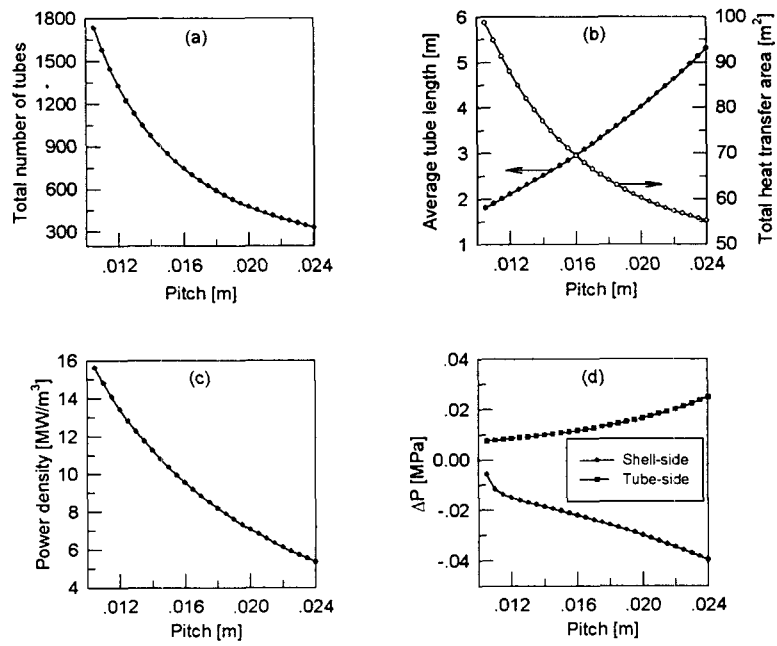 (a)
Total number of tubes
1800
1500
1200
900
600
300
.012 .016 .020 .024
Pitch [m]
(b)
Average tube length [m]
6
5
4
3
2
1
100
90
80
70
60
50
Total heat transfer area [m²]
.012 .016 .020 .024
Pitch [m]
(c)
Power density [MW/m³]
16
14
12
10
8
6
4
.012 .016 .020 .024
Pitch [m]
(d)
ΔP [MPa]
.04
.02
0.00
-.02
-.04
Shell-side
Tube-side
.012 .016 .020 .024
Pitch [m]